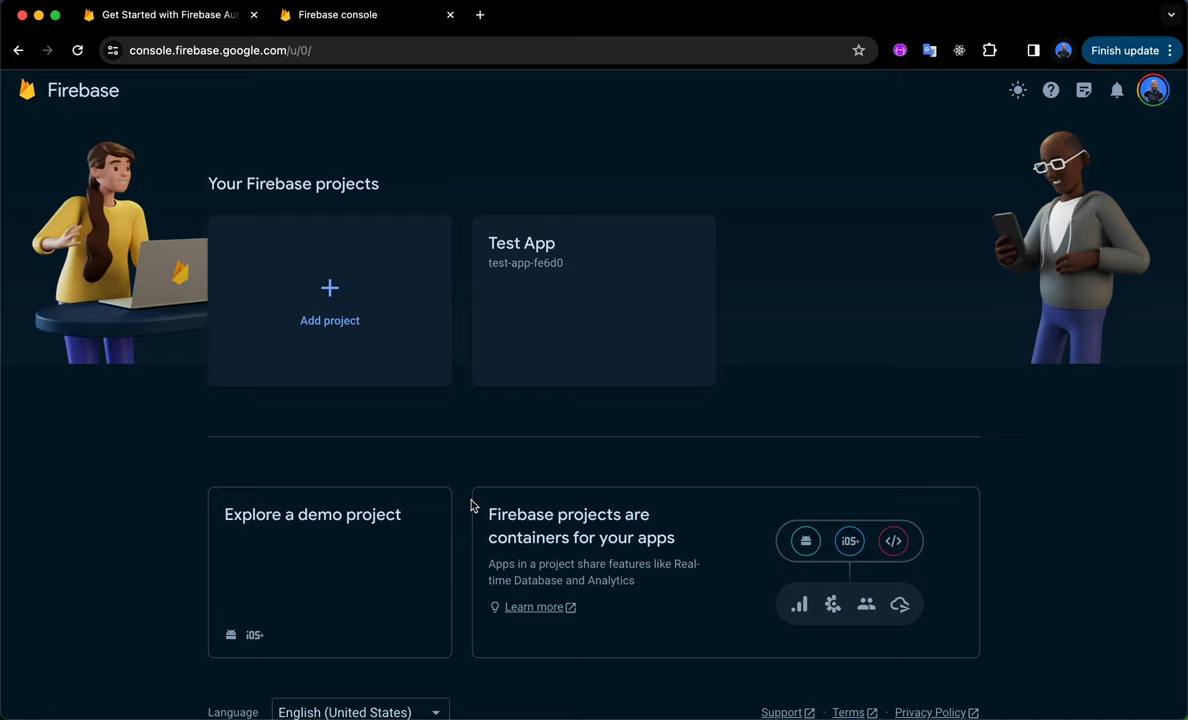 Get Started with Firebase Aut
Firebase console
console.firebase.google.com/u/0/
Finish update
Firebase
Your Firebase projects
Add project
Test App
test-app-fe6d0
Explore a demo project
iOS+
Firebase projects are
containers for your apps
Apps in a project share features like Real-
time Database and Analytics
Learn more
iOS+
Language
English (United States)
Support · Terms · Privacy Policy